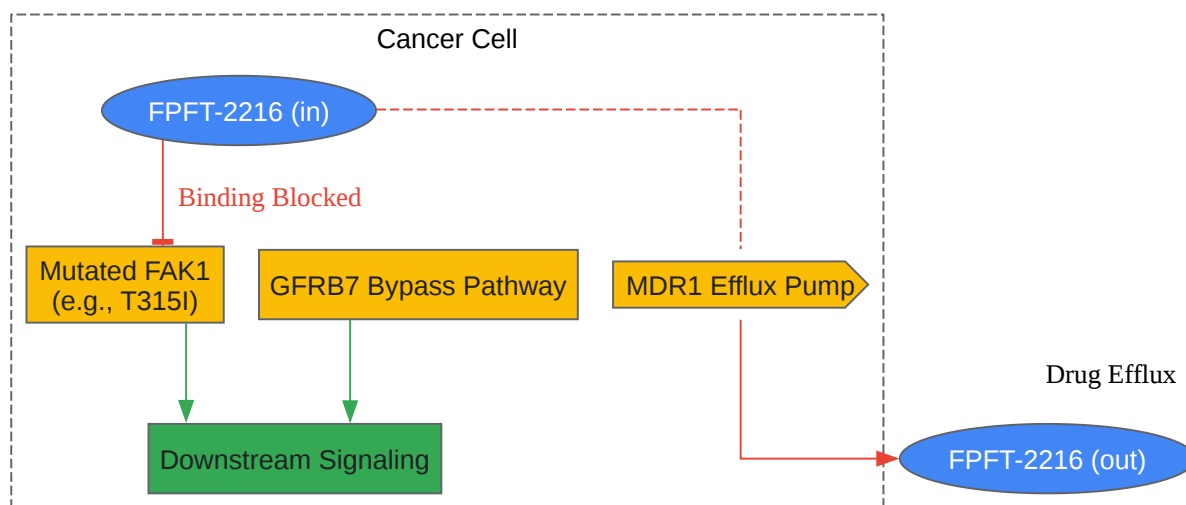 Cancer Cell
FPFT-2216 (in)
Binding Blocked
Mutated FAK1
(e.g., T315I)
GFRB7 Bypass Pathway
MDR1 Efflux Pump
Drug Efflux
Downstream Signaling
FPFT-2216 (out)